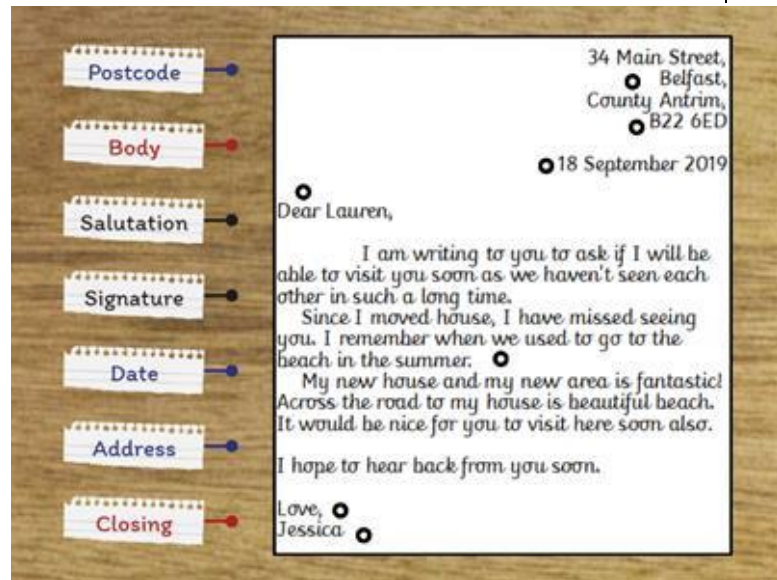 Postcode
Body
Salutation
Signature
Date
Address
Closing
34 Main Street,
Belfast,
County Antrim,
B22 6ED
18 September 2019
Dear Lauren,
I am writing to you to ask if I will be
able to visit you soon as we haven't seen each
other in such a long time.
Since I moved house, I have missed seeing
you. I remember when we used to go to the
beach in the summer.
My new house and my new area is fantastic!
Across the road to my house is beautiful beach.
It would be nice for you to visit here soon also.
I hope to hear back from you soon.
Love,
Jessica